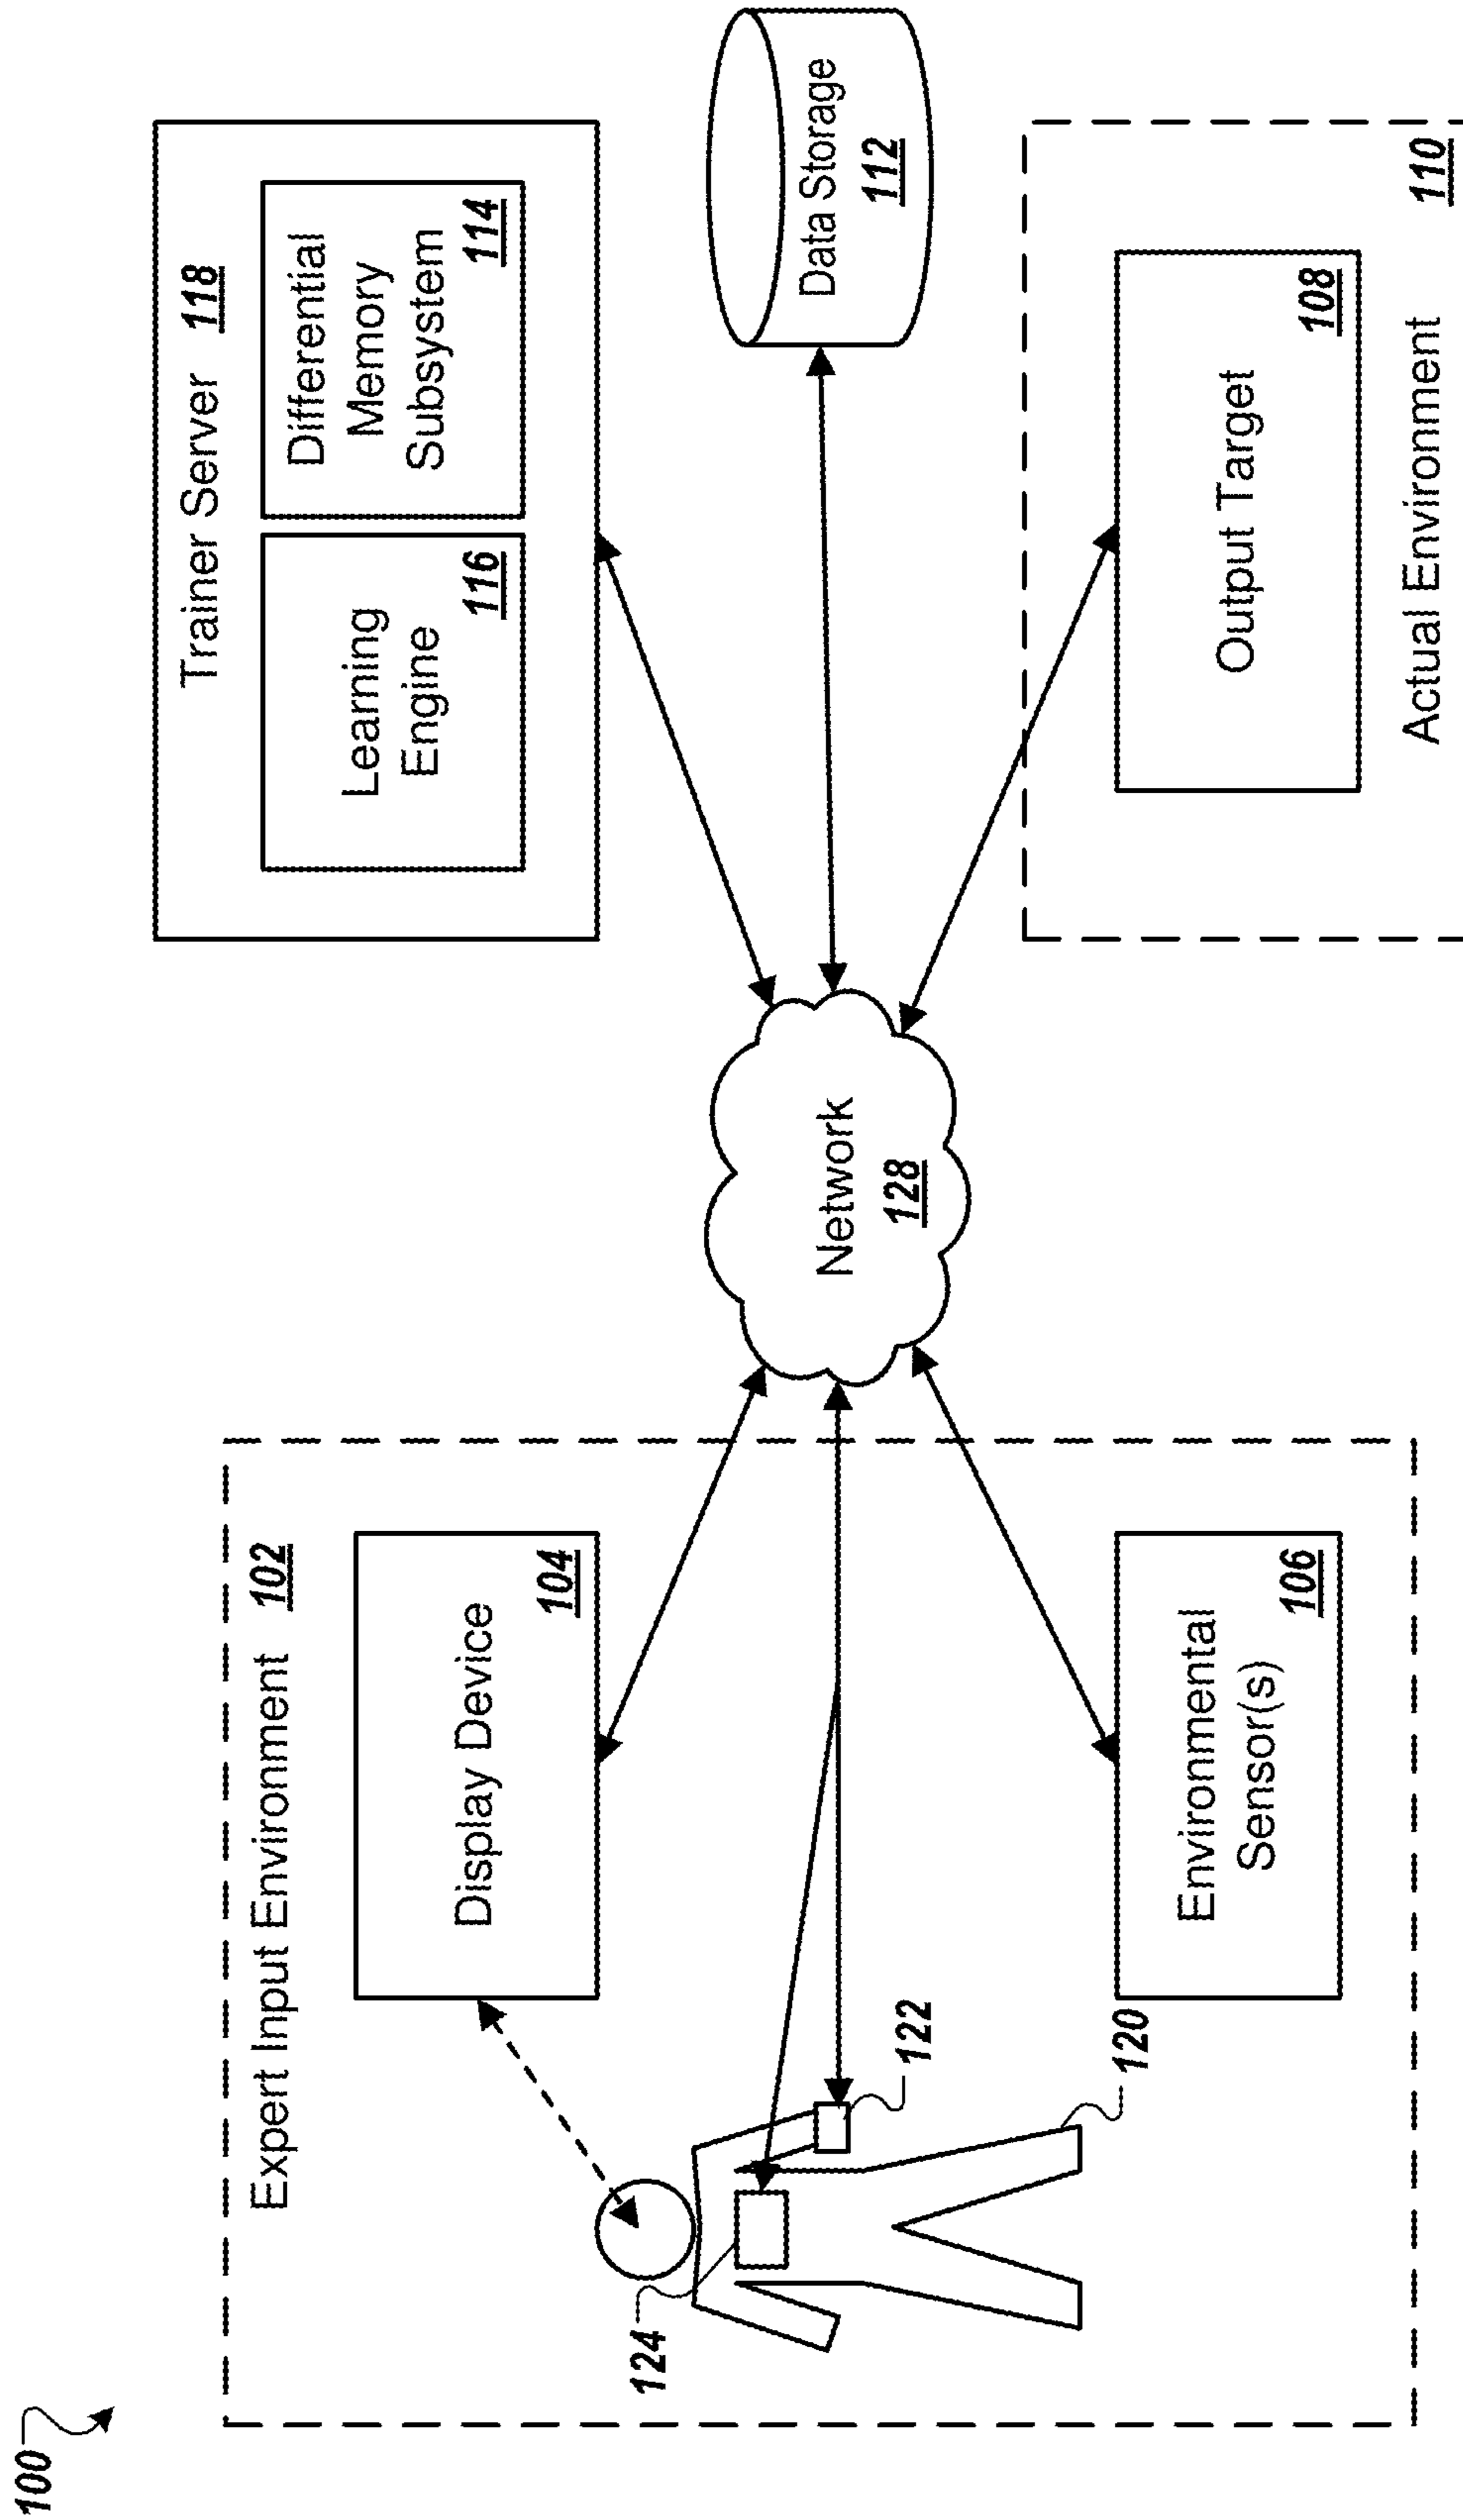 100
Expert Input Environment 102
Display Device
104
124
122
120
Environmental
Sensor(s)
106
Network
128
Trainer Server 118
Learning
Engine
116
Differential
Memory
Subsystem
114
Data Storage
112
Output Target
108
Actual Environment
110